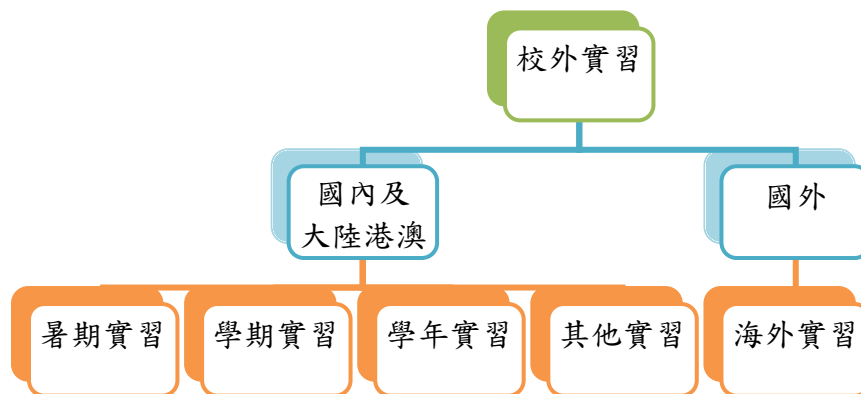 校外實習
國內及
大陸港澳
國外
暑期實習
學期實習
學年實習
其他實習
海外實習